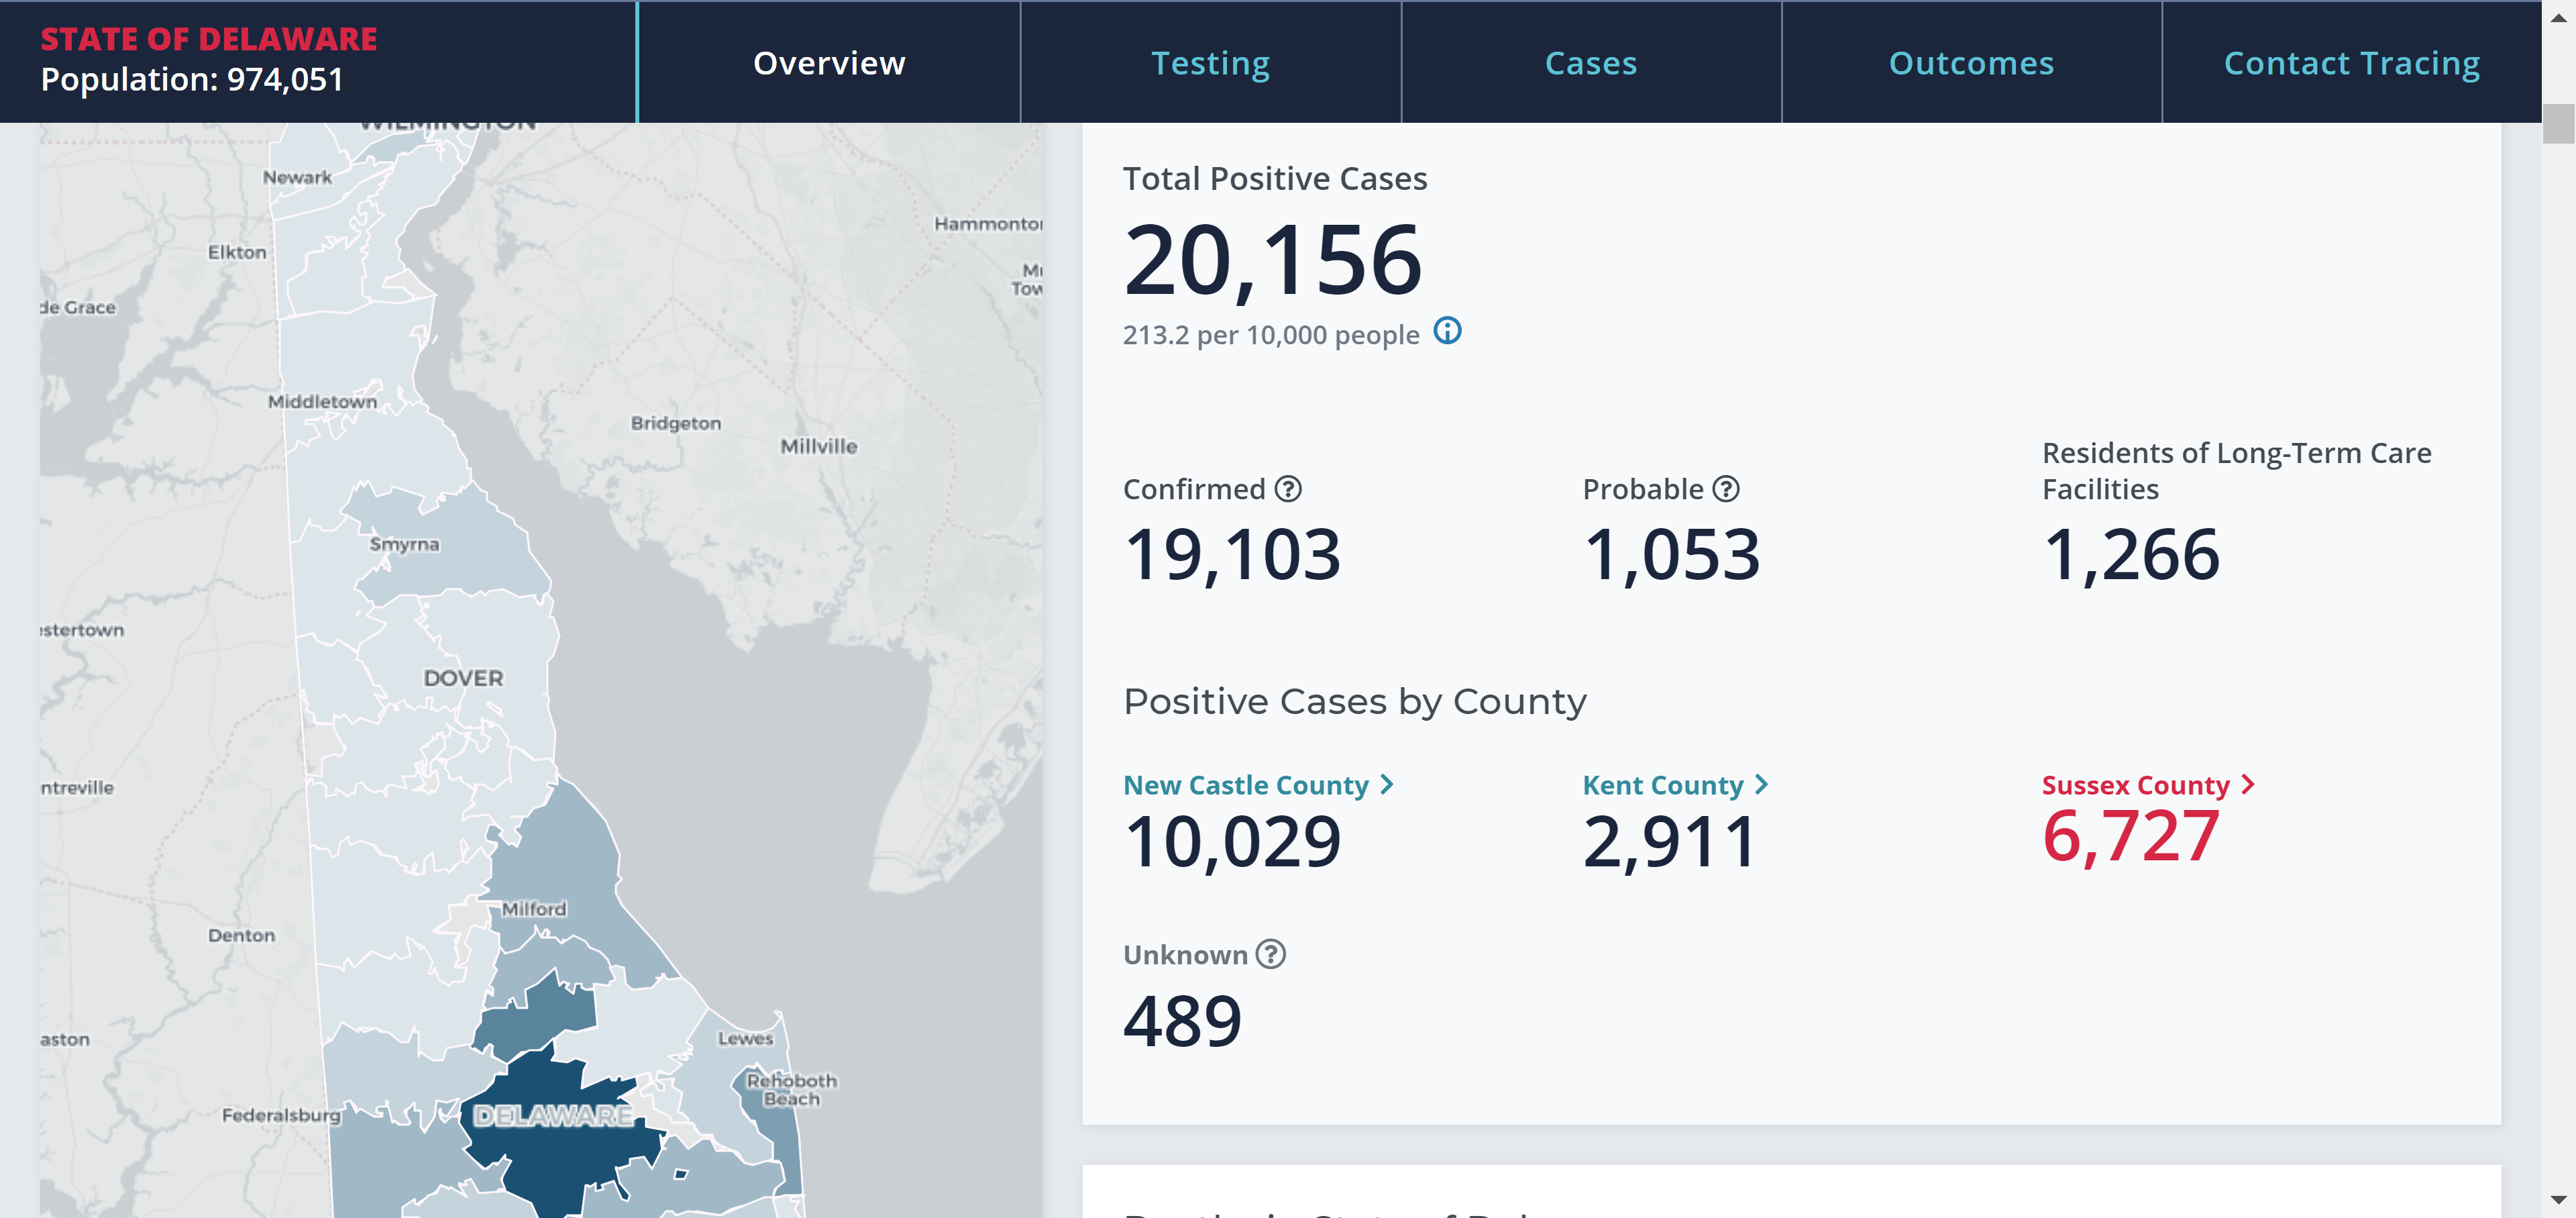 STATE OF DELAWARE
Population: 974,051
Overview
Testing
Cases
Outcomes
Contact Tracing
WILMINGTON
Newark
Elkton
Hammonton
de Grace
Middletown
Bridgeton
Millville
Smyrna
stertown
DOVER
ntreville
Milford
Denton
aston
Lewes
Rehoboth
Beach
Federalsburg
DELAWARE
Total Positive Cases
20,156
213.2 per 10,000 people
Confirmed
19,103
Probable
1,053
Residents of Long-Term Care
Facilities
1,266
Positive Cases by County
New Castle County
10,029
Kent County
2,911
Sussex County
6,727
Unknown
489